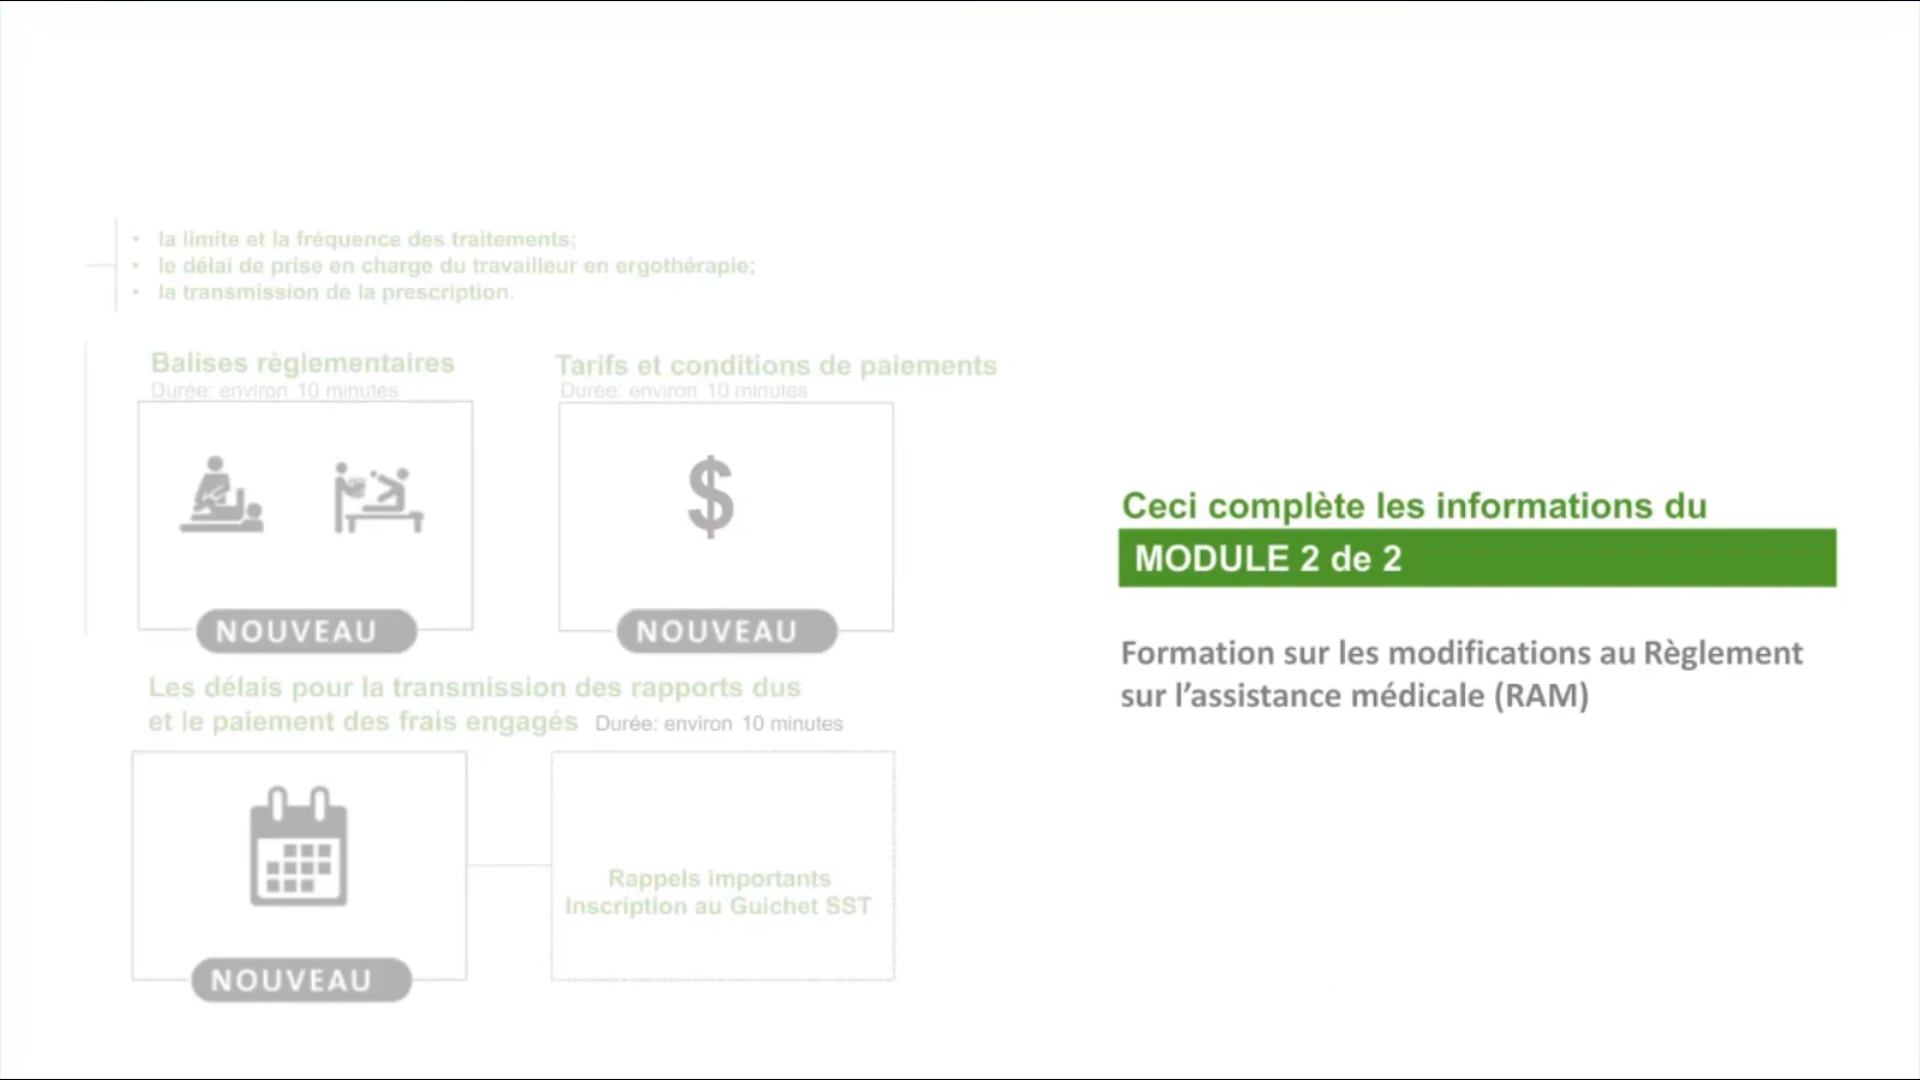 • la limite et la fréquence des traitements;
• le délai de prise en charge du travailleur en ergothérapie;
• la transmission de la prescription.
Balises règlementaires
Durée: environ 10 minutes
NOUVEAU
Tarifs et conditions de paiements
Durée: environ 10 minutes
$
NOUVEAU
Les délais pour la transmission des rapports dus
et le paiement des frais engagés Durée: environ 10 minutes
NOUVEAU
Rappels importants
Inscription au Guichet SST
Ceci complète les informations du
MODULE 2 de 2
Formation sur les modifications au Règlement
sur l’assistance médicale (RAM)